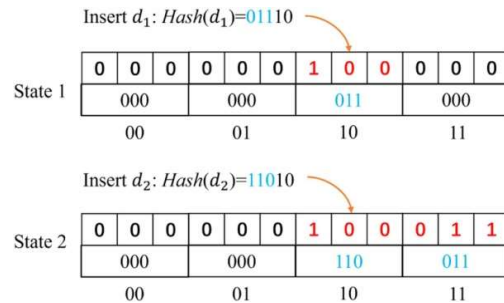 Insert d₁: Hash(d₁)=01110
0 0 0 0 0 0 1 0 0 0 0 0
State 1
000 000 011 000
00 01 10 11
Insert d₂: Hash(d₂)=11010
0 0 0 0 0 0 1 0 0 0 1 1
State 2
000 000 110 011
00 01 10 11